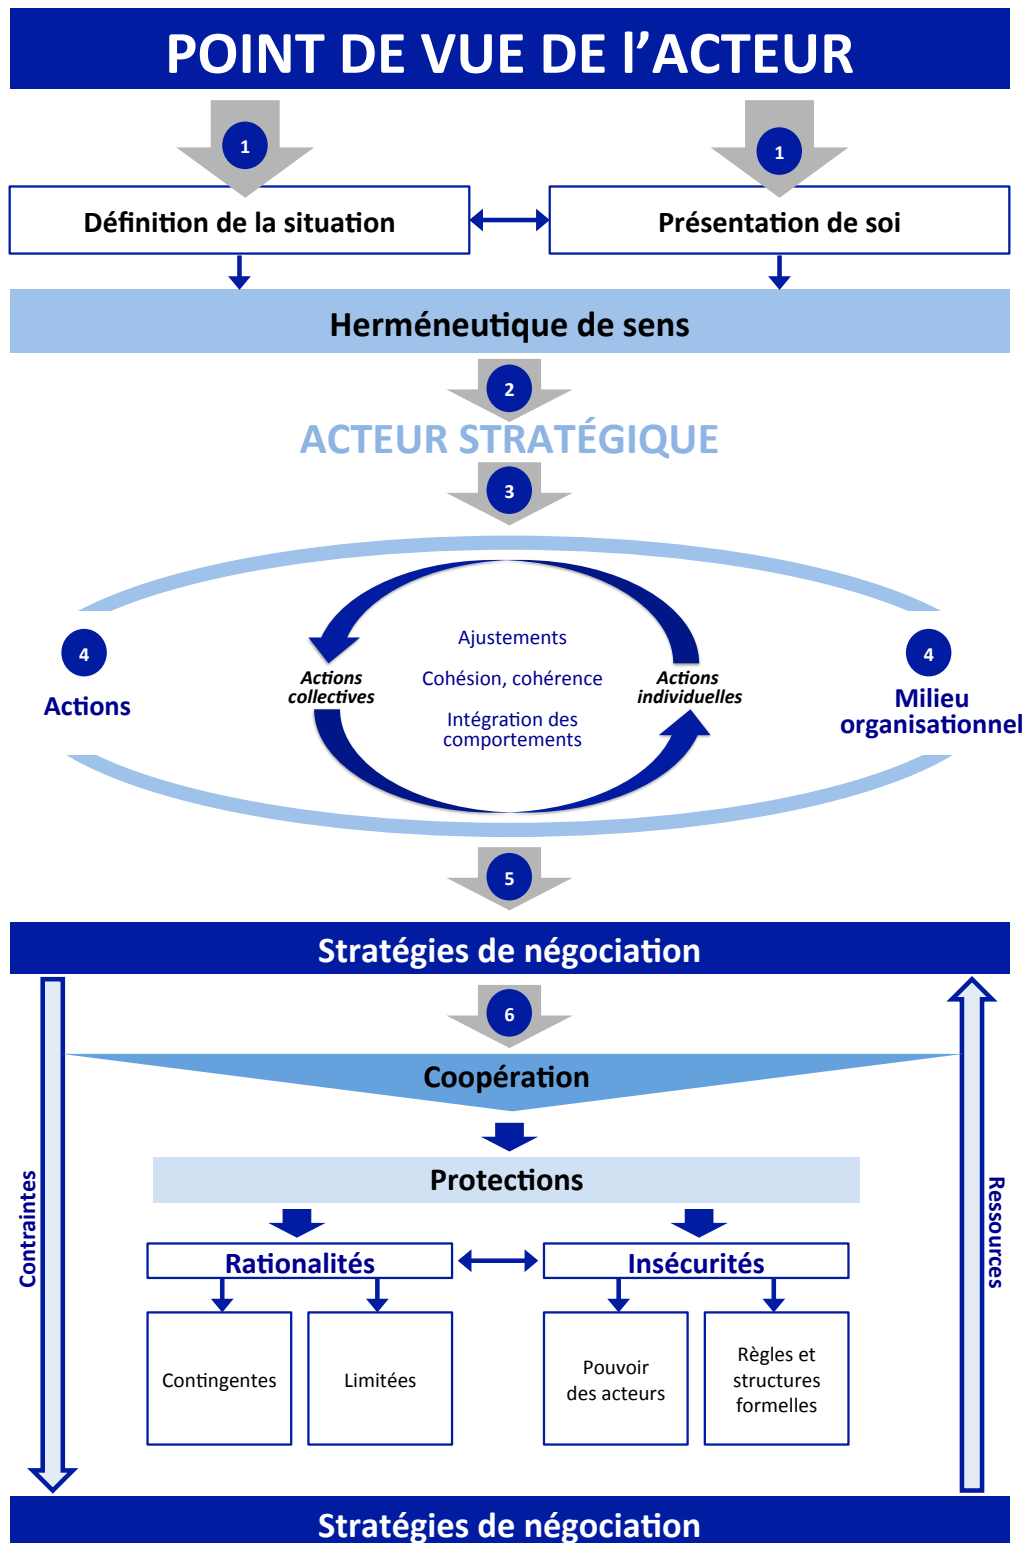 POINT DE VUE DE l’ACTEUR
1
1
Définition de la situation
Présentation de soi
Herméneutique de sens
2
ACTEUR STRATÉGIQUE
3
4
Actions
Actions
collectives
Ajustements
Cohésion, cohérence
Intégration des
comportements
Actions
individuelles
4
Milieu
organisationnel
5
Stratégies de négociation
6
Coopération
Contraintes
Ressources
Protections
Rationalités
Insécurités
Contingentes
Limitées
Pouvoir
des acteurs
Règles et
structures
formelles
Stratégies de négociation